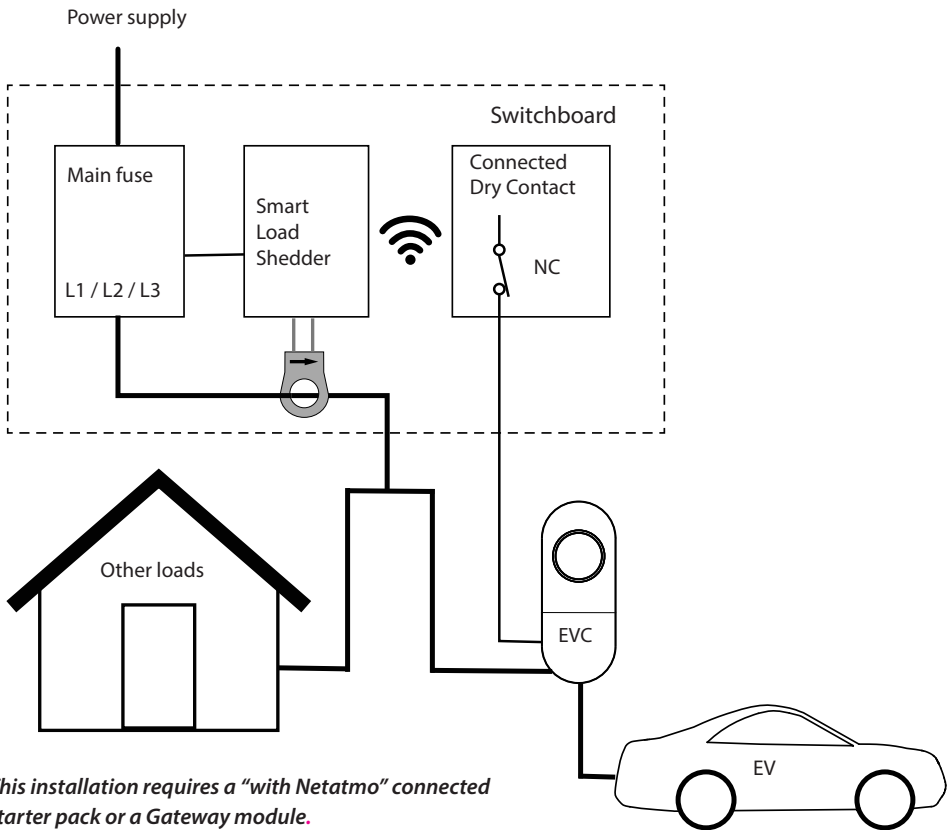 Power supply
Switchboard
Main fuse
L1 / L2 / L3
Smart
Load
Shedder
Connected
Dry Contact
NC
Other loads
EVC
EV
his installation requires a “with Netatmo” connected
tarter pack or a Gateway module.